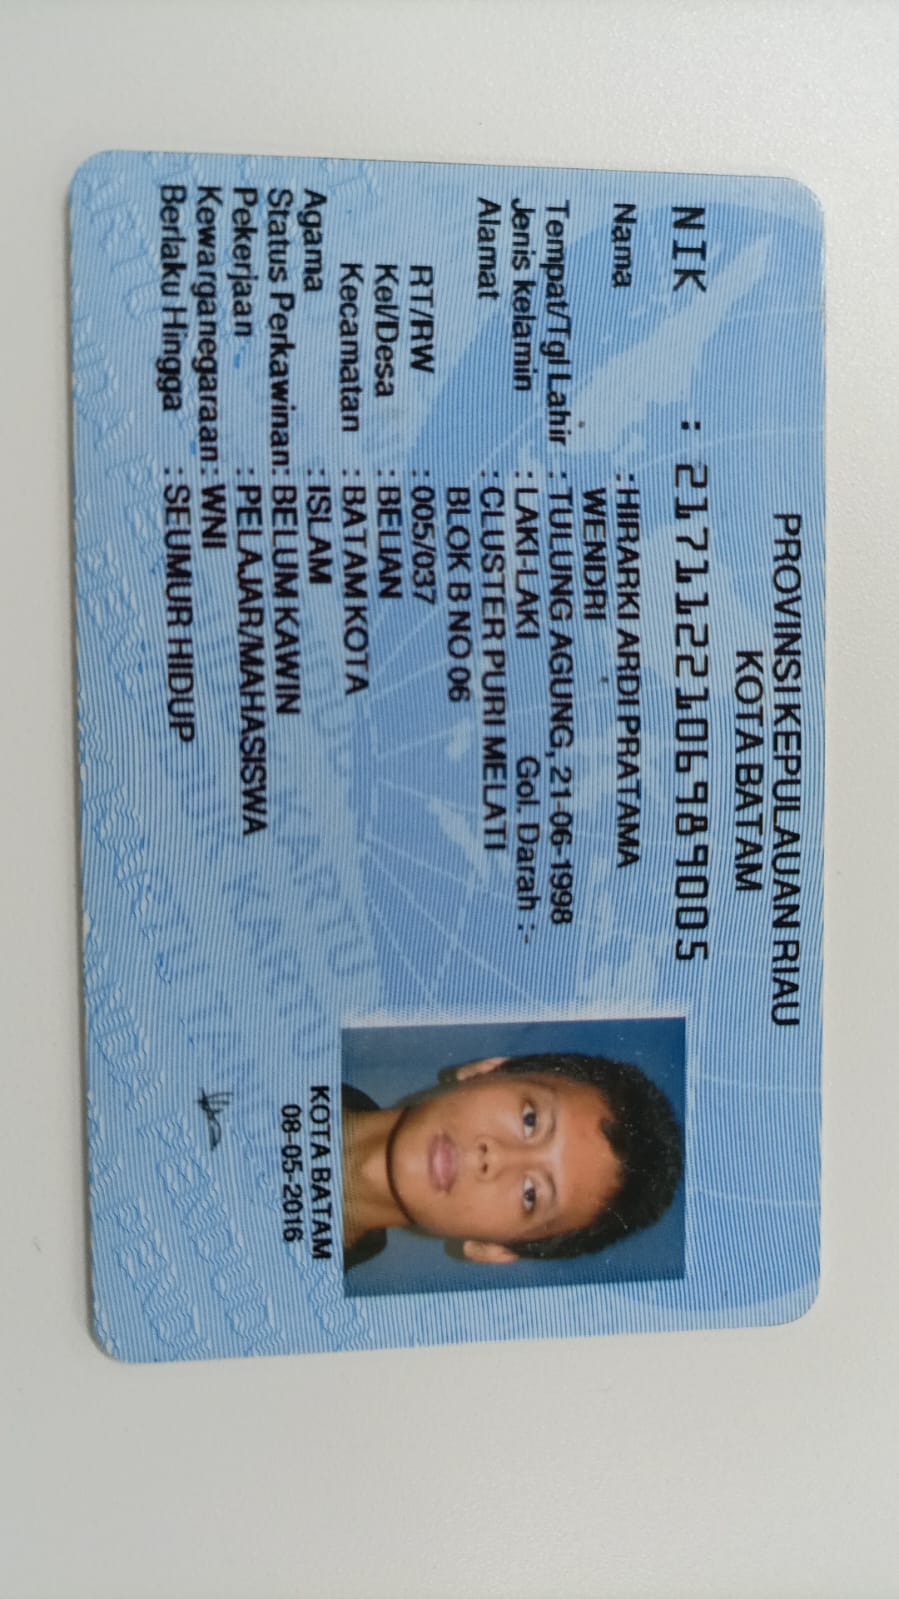 PROVINSI KEPULAUAN RIAU
KOTA BATAM
NIK : 2171122106989005
Nama : HIRARKI ARDI PRATAMA
WENDRI
Tempat/Tgl Lahir : TULUNG AGUNG, 21-06-1998
Jenis kelamin : LAKI-LAKI Gol. Darah :-
Alamat : CLUSTER PURI MELATI
BLOK B NO 06
RT/RW : 005/037
Kel/Desa : BELIAN
Kecamatan : BATAM KOTA
Agama : ISLAM
Status Perkawinan: BELUM KAWIN
Pekerjaan : PELAJAR/MAHASISWA
Kewarganegaraan: WNI
Berlaku Hingga : SEUMUR HIDUP
KOTA BATAM
08-05-2016